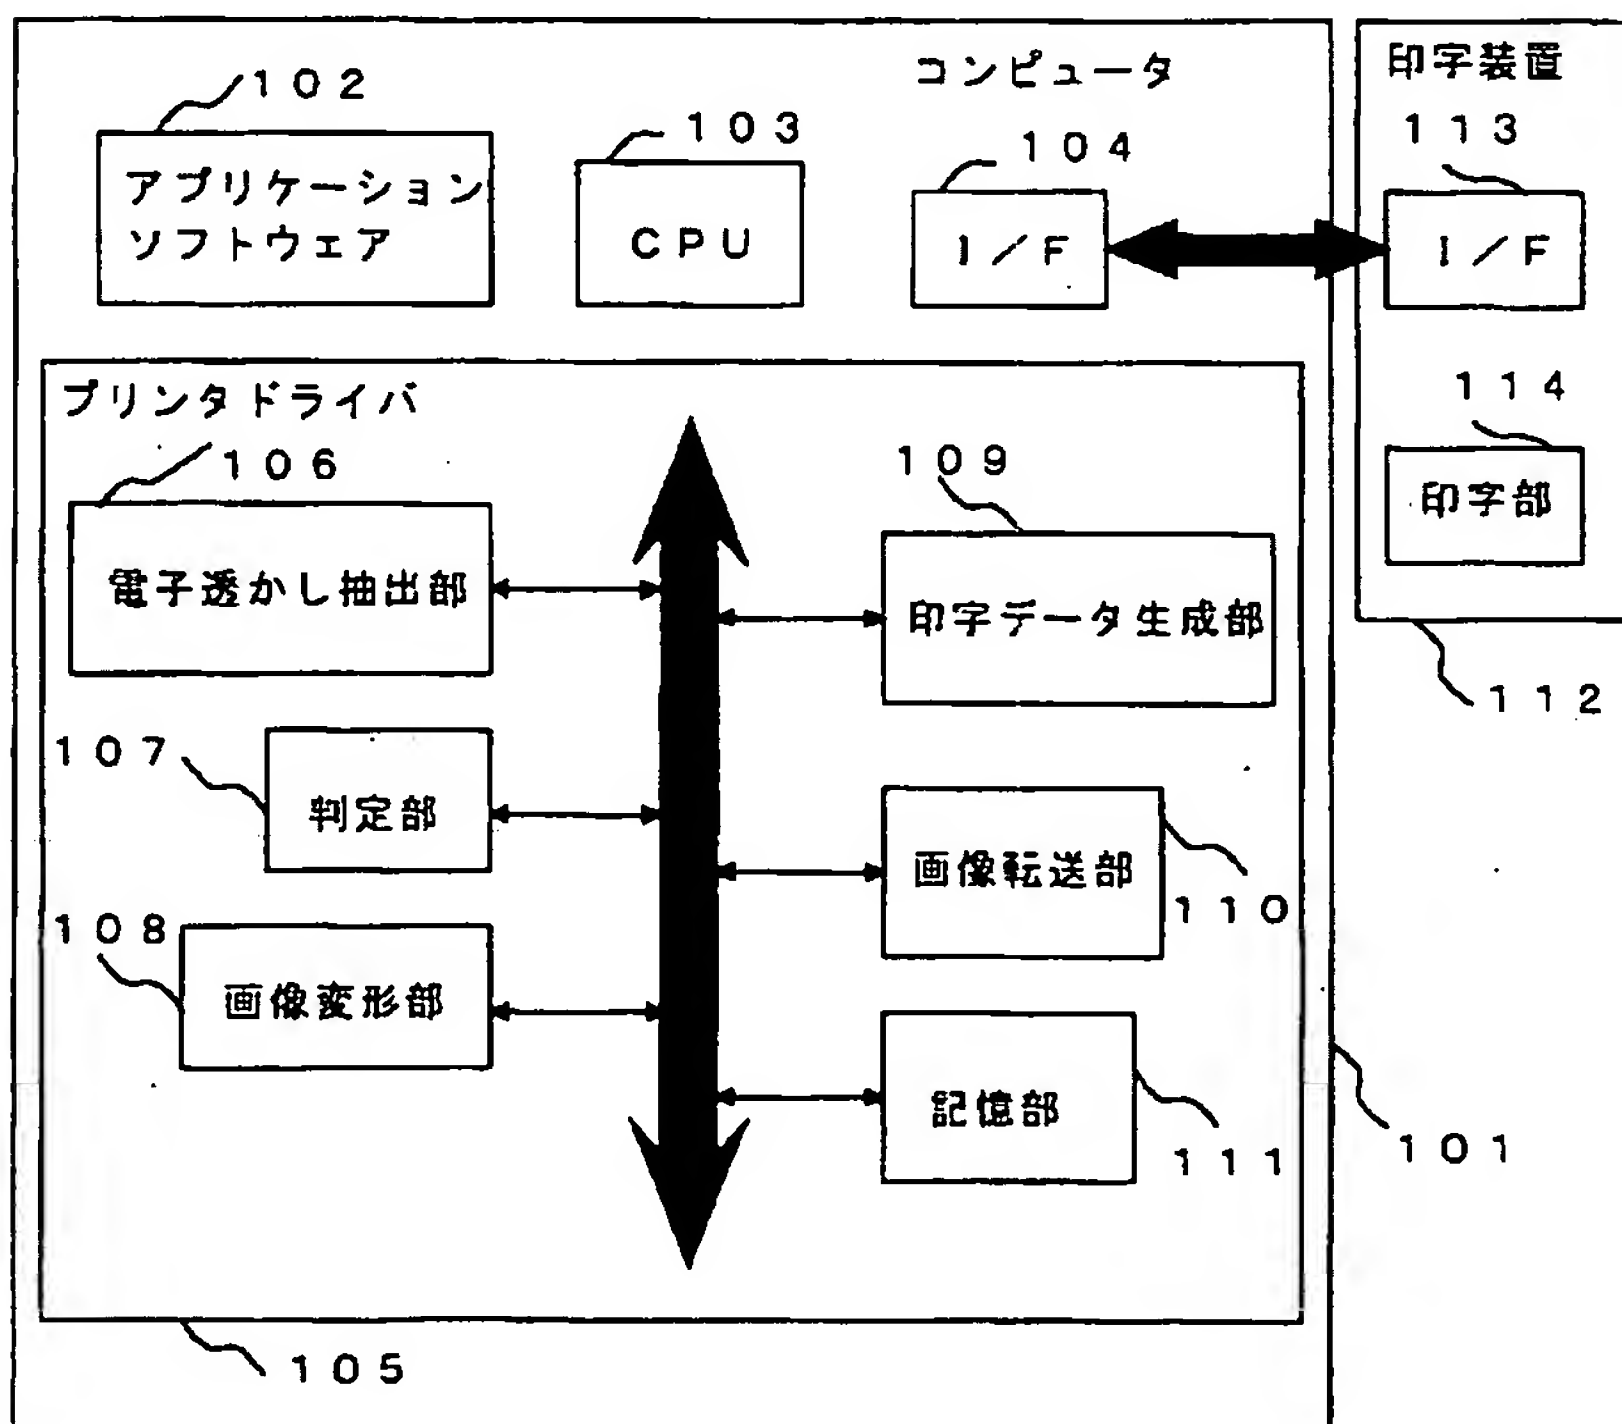 コンピュータ
印字装置
102
アプリケーション
ソフトウェア
103
CPU
104
I/F
113
I/F
プリンタドライバ
114
印字部
112
106
電子透かし抽出部
109
印字データ生成部
107
判定部
画像転送部
110
108
画像変形部
記憶部
111
101
105